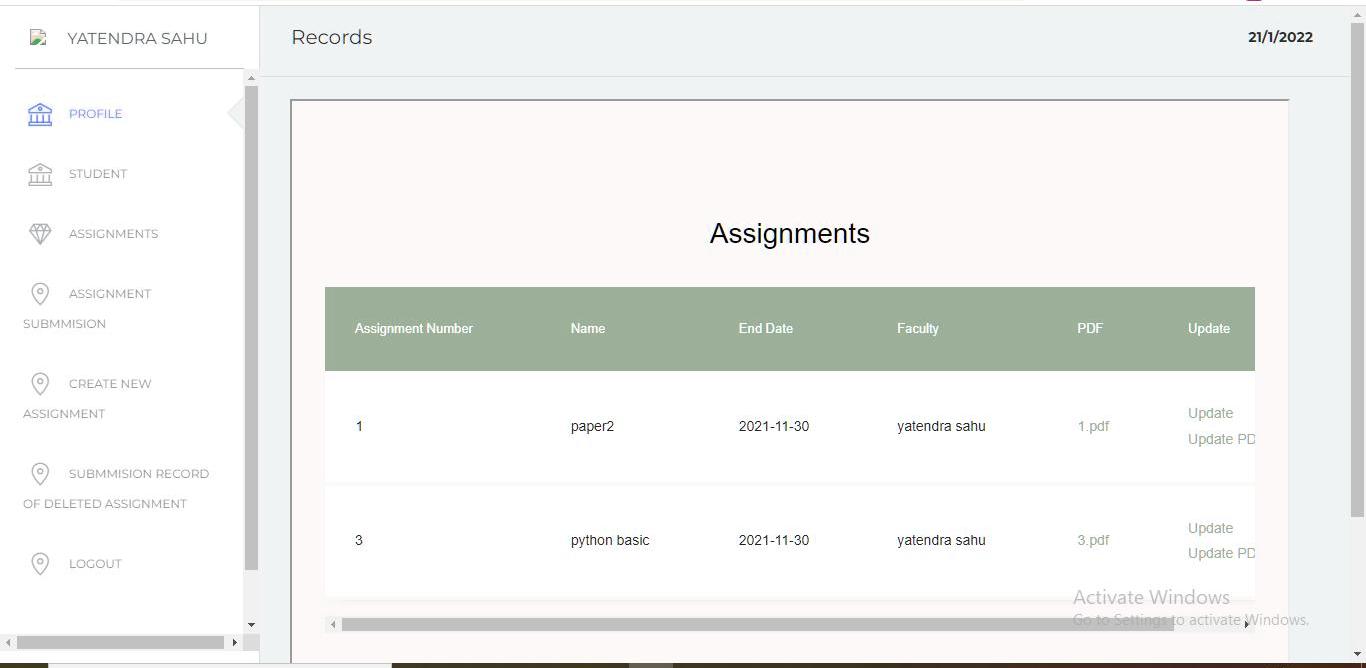 YATENDRA SAHU
Records
21/1/2022
PROFILE
STUDENT
ASSIGNMENTS
ASSIGNMENT
SUBMMISION
CREATE NEW
ASSIGNMENT
SUBMMISION RECORD
OF DELETED ASSIGNMENT
LOGOUT
Assignments
Assignment Number Name End Date Faculty PDF Update
1 paper2 2021-11-30 yatendra sahu 1.pdf Update
Update PD
3 python basic 2021-11-30 yatendra sahu 3.pdf Update
Update PD
Activate Windows
Go to Settings to activate Windows.